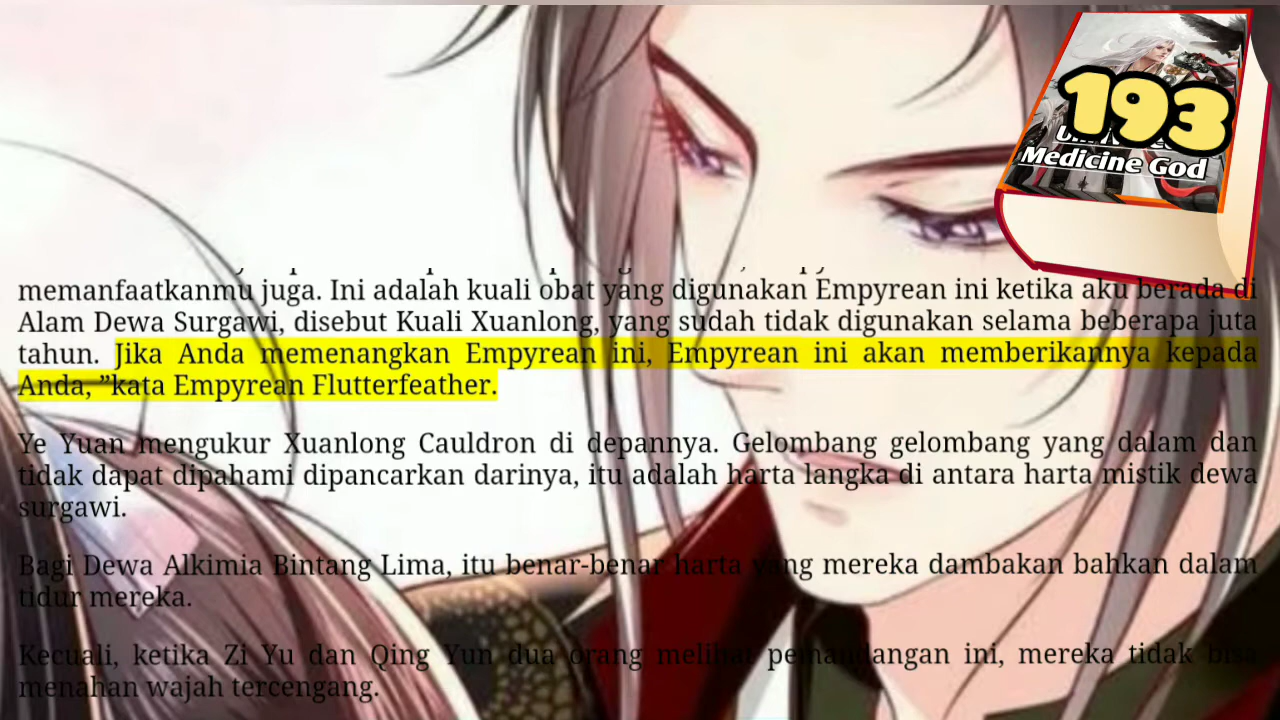 193
Medicine God
memanfaatkanmu juga. Ini adalah kuali obat yang digunakan Empyrean ini ketika aku berada di
Alam Dewa Surgawi, disebut Kuali Xuanlong, yang sudah tidak digunakan selama beberapa juta
tahun. Jika Anda memenangkan Empyrean ini, Empyrean ini akan memberikannya kepada
Anda, ”kata Empyrean Flutterfeather.
Ye Yuan mengukur Xuanlong Cauldron di depannya. Gelombang gelombang yang dalam dan
tidak dapat dipahami dipancarkan darinya, itu adalah harta langka di antara harta mistik dewa
surgawi.
Bagi Dewa Alkimia Bintang Lima, itu benar-benar harta yang mereka dambakan bahkan dalam
tidur mereka.
Kecuali, ketika Zi Yu dan Qing Yun dua orang melihat pemandangan ini, mereka tidak bisa
menahan wajah tercengang.